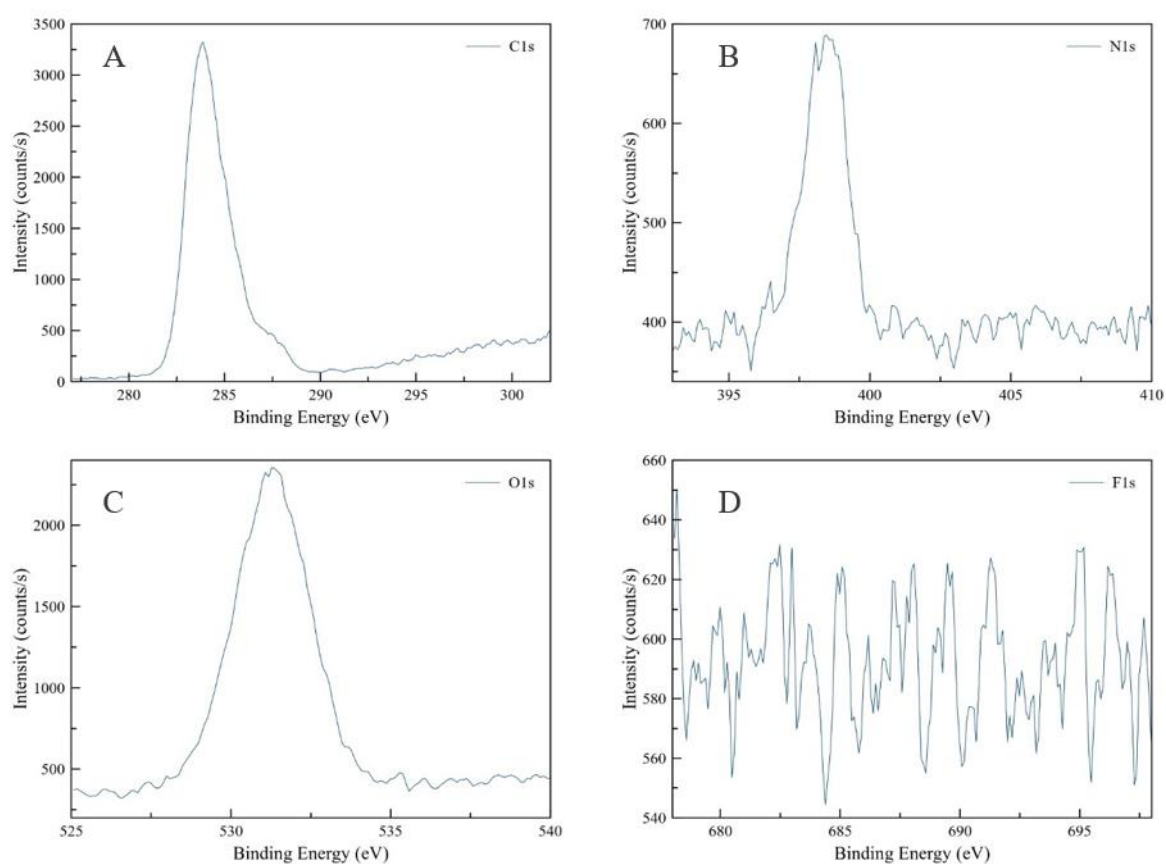 A
C1s
3500
3000
2500
2000
1500
1000
500
0
Intensity (counts/s)
280 285 290 295 300
Binding Energy (eV)
B
N1s
700
600
500
400
Intensity (counts/s)
395 400 405 410
Binding Energy (eV)
C
O1s
2000
1500
1000
500
Intensity (counts/s)
525 530 535 540
Binding Energy (eV)
D
F1s
660
640
620
600
580
560
540
Intensity (counts/s)
680 685 690 695
Binding Energy (eV)